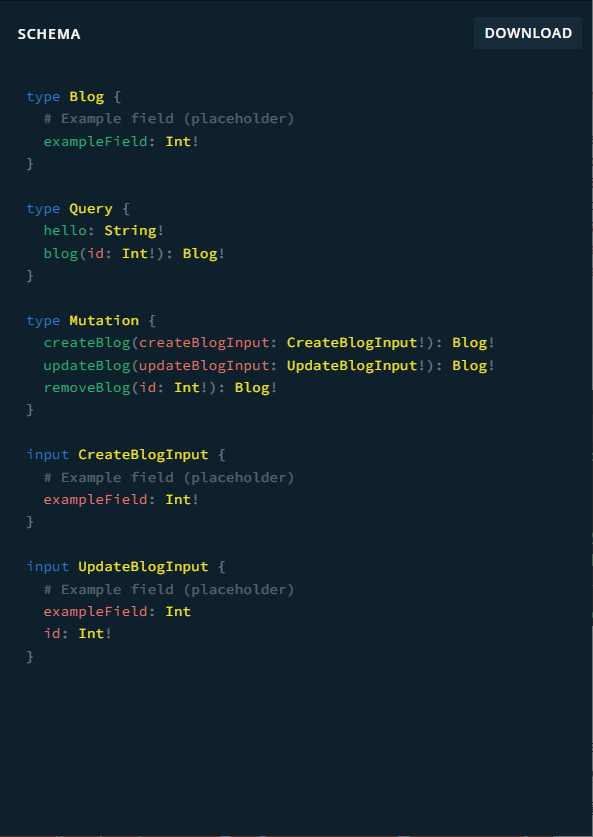 SCHEMA
DOWNLOAD
type Blog {
# Example field (placeholder)
exampleField: Int!
}
type Query {
hello: String!
blog(id: Int!): Blog!
}
type Mutation {
createBlog(createBlogInput: CreateBlogInput!): Blog!
updateBlog(updateBlogInput: UpdateBlogInput!): Blog!
removeBlog(id: Int!): Blog!
}
input CreateBlogInput {
# Example field (placeholder)
exampleField: Int!
}
input UpdateBlogInput {
# Example field (placeholder)
exampleField: Int
id: Int!
}